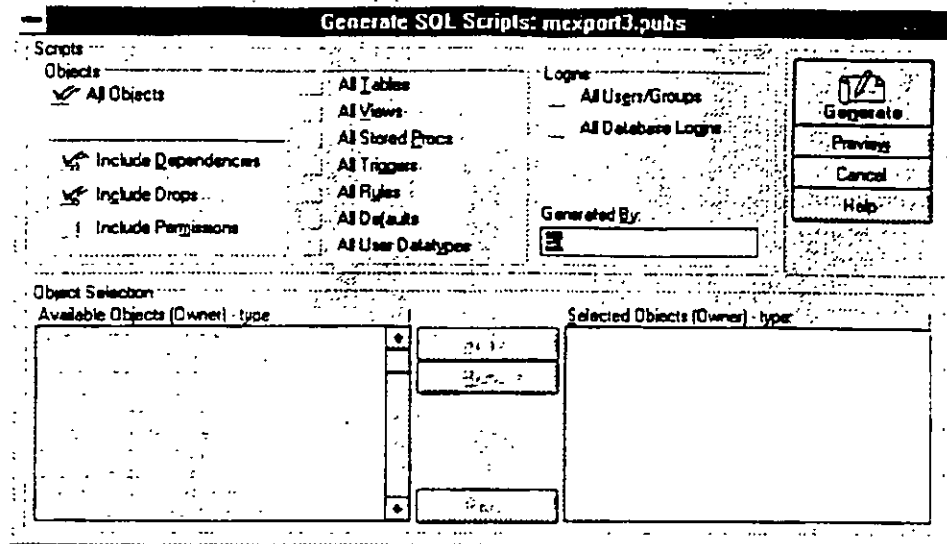 Generate SQL Scripts: mexport3.pubs
Scripts
Objects
All Objects
Include Dependencies
Include Drops
Include Permissions
All Tables
All Views
All Stored Procs
All Triggers
All Rules
All Defaults
All User Datatypes
Logins
All Users/Groups
All Database Logins
Generated By:
Generate
Preview
Cancel
Help
Object Selection
Available Objects (Owner) - type
Selected Objects (Owner) - type: